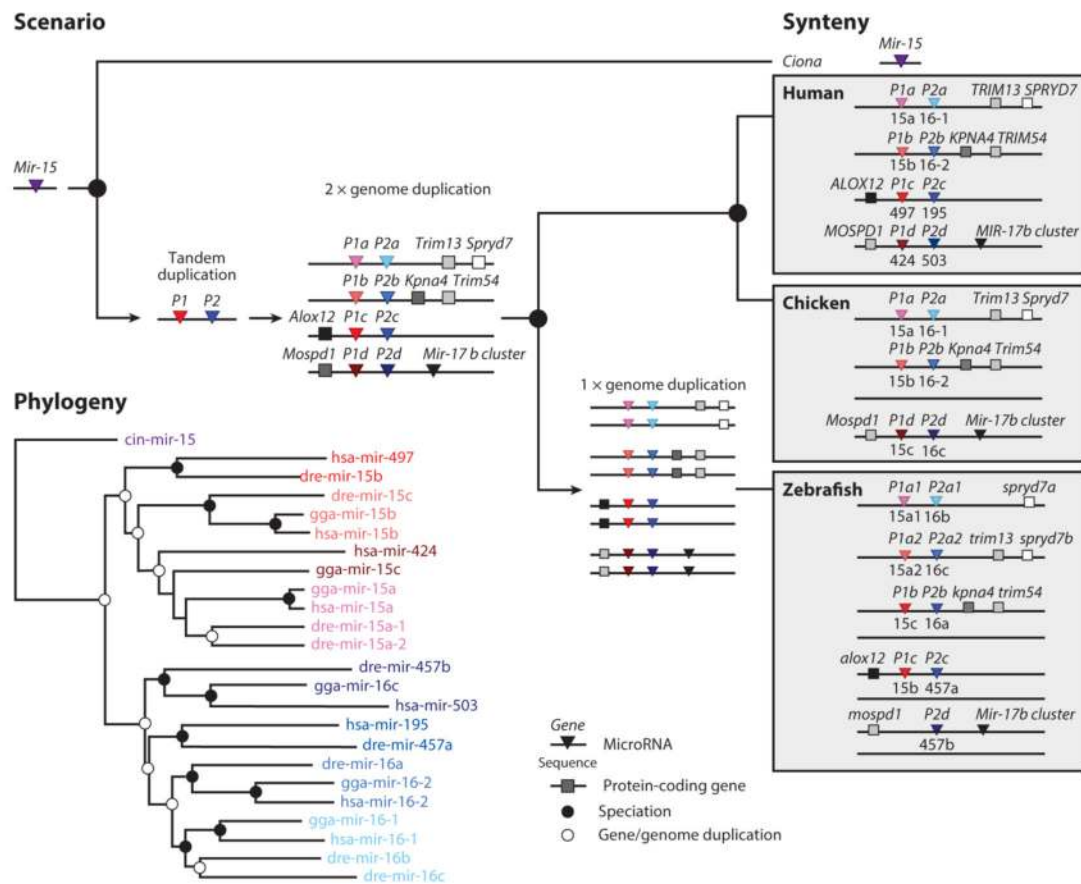 Scenario
Synteny
Mir-15
Ciona
Mir-15
2 × genome duplication
Tandem
duplication
P1 P2
P1a P2a Trim13 Spryd7
P1b P2b Kpna4 Trim54
Alox12 P1c P2c
Mospd1 P1d P2d Mir-17 b cluster
1 × genome duplication
Human
P1a P2a TRIM13 SPRYD7
15a 16-1
P1b P2b KPNA4 TRIM54
15b 16-2
ALOX12 P1c P2c
497 195
MOSPD1 P1d P2d MIR-17b cluster
424 503
Chicken
P1a P2a Trim13 Spryd7
15a 16-1
P1b P2b Kpna4 Trim54
15b 16-2
Mospd1 P1d P2d Mir-17b cluster
15c 16c
Zebrafish
P1a1 P2a1 spryd7a
15a1 16b
P1a2 P2a2 trim13 spryd7b
15a2 16c
P1b P2b kpna4 trim54
15c 16a
alox12 P1c P2c
15b 457a
mospd1 P2d Mir-17b cluster
457b
Phylogeny
cin-mir-15
hsa-mir-497
dre-mir-15b
dre-mir-15c
gga-mir-15b
hsa-mir-15b
hsa-mir-424
gga-mir-15c
gga-mir-15a
hsa-mir-15a
dre-mir-15a-1
dre-mir-15a-2
dre-mir-457b
gga-mir-16c
hsa-mir-503
hsa-mir-195
dre-mir-457a
dre-mir-16a
gga-mir-16-2
hsa-mir-16-2
gga-mir-16-1
hsa-mir-16-1
dre-mir-16b
dre-mir-16c
Gene
MicroRNA
Sequence
Protein-coding gene
Speciation
Gene/genome duplication